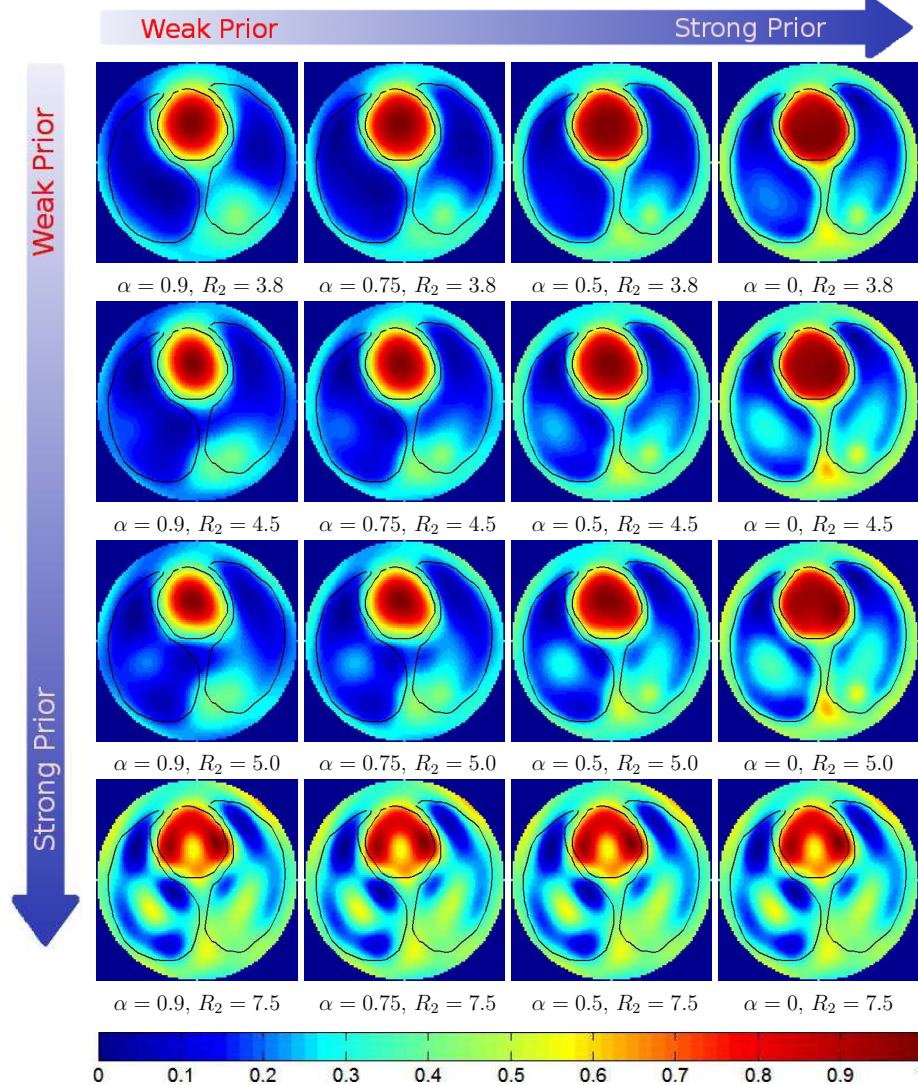 Weak Prior Strong Prior
Weak Prior
α = 0.9, R₂ = 3.8 α = 0.75, R₂ = 3.8 α = 0.5, R₂ = 3.8 α = 0, R₂ = 3.8
α = 0.9, R₂ = 4.5 α = 0.75, R₂ = 4.5 α = 0.5, R₂ = 4.5 α = 0, R₂ = 4.5
Strong Prior
α = 0.9, R₂ = 5.0 α = 0.75, R₂ = 5.0 α = 0.5, R₂ = 5.0 α = 0, R₂ = 5.0
α = 0.9, R₂ = 7.5 α = 0.75, R₂ = 7.5 α = 0.5, R₂ = 7.5 α = 0, R₂ = 7.5
0 0.1 0.2 0.3 0.4 0.5 0.6 0.7 0.8 0.9